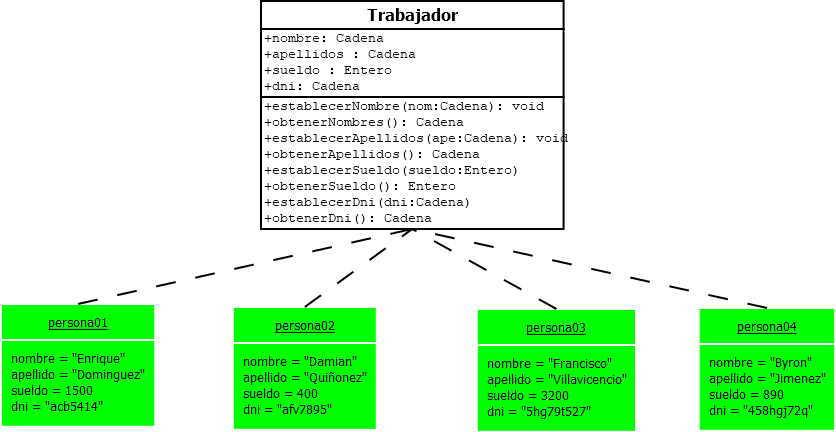 Trabajador
+nombre: Cadena
+apellidos : Cadena
+sueldo : Entero
+dni: Cadena
+establecerNombre(nom:Cadena): void
+obtenerNombres(): Cadena
+establecerApellidos(ape:Cadena): void
+obtenerApellidos(): Cadena
+establecerSueldo(sueldo:Entero)
+obtenerSueldo(): Entero
+establecerDni(dni:Cadena)
+obtenerDni(): Cadena
persona01
nombre = "Enrique"
apellido = "Dominguez"
sueldo = 1500
dni = "acb5414"
persona02
nombre = "Damian"
apellido = "Quiñonez"
sueldo = 400
dni = "afv7895"
persona03
nombre = "Francisco"
apellido = "Villavicencio"
sueldo = 3200
dni = "5hg79t527"
persona04
nombre = "Byron"
apellido = "Jimenez"
sueldo = 890
dni = "458hgj72q"